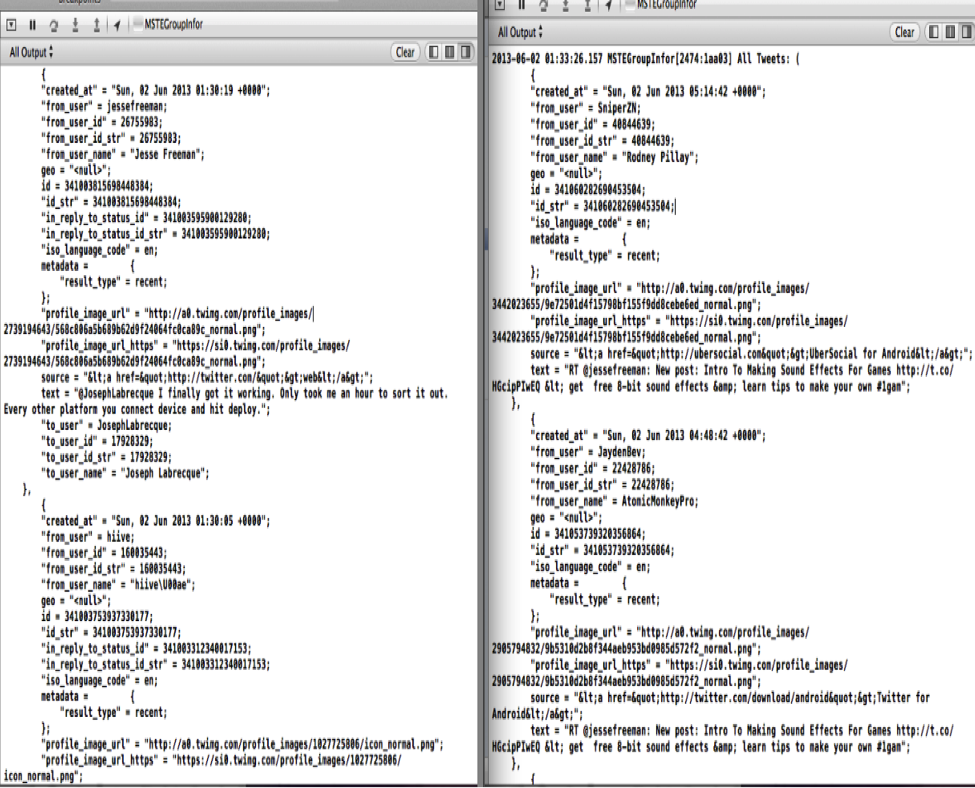 MSTEGroupInfor
All Output
Clear
{
"created_at" = "Sun, 02 Jun 2013 01:30:19 +0000";
"from_user" = jessefreeman;
"from_user_id" = 26755983;
"from_user_id_str" = 26755983;
"from_user_name" = "Jesse Freeman";
geo = "<null>";
id = 341003815698448384;
"id_str" = 341003815698448384;
"in_reply_to_status_id" = 341003595900129280;
"in_reply_to_status_id_str" = 341003595900129280;
"iso_language_code" = en;
metadata = {
"result_type" = recent;
};
"profile_image_url" = "http://a0.twimg.com/profile_images/
2739194643/568c806a5b689b62d9f24064fc0ca89c_normal.png";
"profile_image_url_https" = "https://si0.twimg.com/profile_images/
2739194643/568c806a5b689b62d9f24064fc0ca89c_normal.png";
source = "&lt;a href=&quot;http://twitter.com/&quot;&gt;web&lt;/a&gt;";
text = "@JosephLabrecque I finally got it working. Only took me an hour to sort it out.
Every other platform you connect device and hit deploy.";
"to_user" = JosephLabrecque;
"to_user_id" = 17928329;
"to_user_id_str" = 17928329;
"to_user_name" = "Joseph Labrecque";
},
{
"created_at" = "Sun, 02 Jun 2013 01:30:05 +0000";
"from_user" = hiive;
"from_user_id" = 160035443;
"from_user_id_str" = 160035443;
"from_user_name" = "hiive\U00ae";
geo = "<null>";
id = 341003753937330177;
"id_str" = 341003753937330177;
"in_reply_to_status_id" = 341003312340017153;
"in_reply_to_status_id_str" = 341003312340017153;
"iso_language_code" = en;
metadata = {
"result_type" = recent;
};
"profile_image_url" = "http://a0.twimg.com/profile_images/1027725806/icon_normal.png";
"profile_image_url_https" = "https://si0.twimg.com/profile_images/1027725806/
icon_normal.png";
MSTEGroupInfor
All Output
Clear
2013-06-02 01:33:26.157 MSTEGroupInfor[2474:1aa03] All Tweets: (
{
"created_at" = "Sun, 02 Jun 2013 05:14:42 +0000";
"from_user" = SniperZN;
"from_user_id" = 40844639;
"from_user_id_str" = 40844639;
"from_user_name" = "Rodney Pillay";
geo = "<null>";
id = 341060282690453504;
"id_str" = 341060282690453504;
"iso_language_code" = en;
metadata = {
"result_type" = recent;
};
"profile_image_url" = "http://a0.twimg.com/profile_images/
3442023655/9e72501d4f15798bf155f9dd8cebe6ed_normal.png";
"profile_image_url_https" = "https://si0.twimg.com/profile_images/
3442023655/9e72501d4f15798bf155f9dd8cebe6ed_normal.png";
source = "&lt;a href=&quot;http://ubersocial.com&quot;&gt;UberSocial for Android&lt;/a&gt;";
text = "RT @jessefreeman: New post: Intro To Making Sound Effects For Games http://t.co/
HGcipPIwEQ &lt; get free 8-bit sound effects &amp; learn tips to make your own #1gam";
},
{
"created_at" = "Sun, 02 Jun 2013 04:48:42 +0000";
"from_user" = JaydenBev;
"from_user_id" = 22428786;
"from_user_id_str" = 22428786;
"from_user_name" = AtomicMonkeyPro;
geo = "<null>";
id = 341053739320356864;
"id_str" = 341053739320356864;
"iso_language_code" = en;
metadata = {
"result_type" = recent;
};
"profile_image_url" = "http://a0.twimg.com/profile_images/
2905794832/9b5310d2b8f344aeb953bd0985d572f2_normal.png";
"profile_image_url_https" = "https://si0.twimg.com/profile_images/
2905794832/9b5310d2b8f344aeb953bd0985d572f2_normal.png";
source = "&lt;a href=&quot;http://twitter.com/download/android&quot;&gt;Twitter for
Android&lt;/a&gt;";
text = "RT @jessefreeman: New post: Intro To Making Sound Effects For Games http://t.co/
HGcipPIwEQ &lt; get free 8-bit sound effects &amp; learn tips to make your own #1gam";
},
{